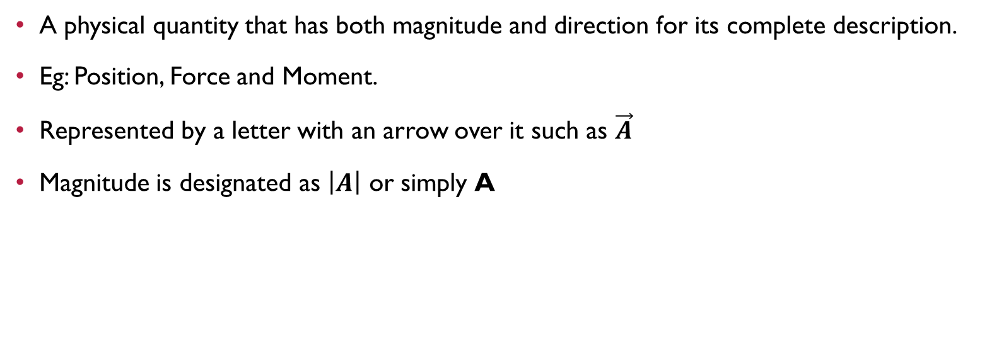 • A physical quantity that has both magnitude and direction for its complete description.
• Eg: Position, Force and Moment.
• Represented by a letter with an arrow over it such as $\vec{A}$
• Magnitude is designated as |A| or simply A